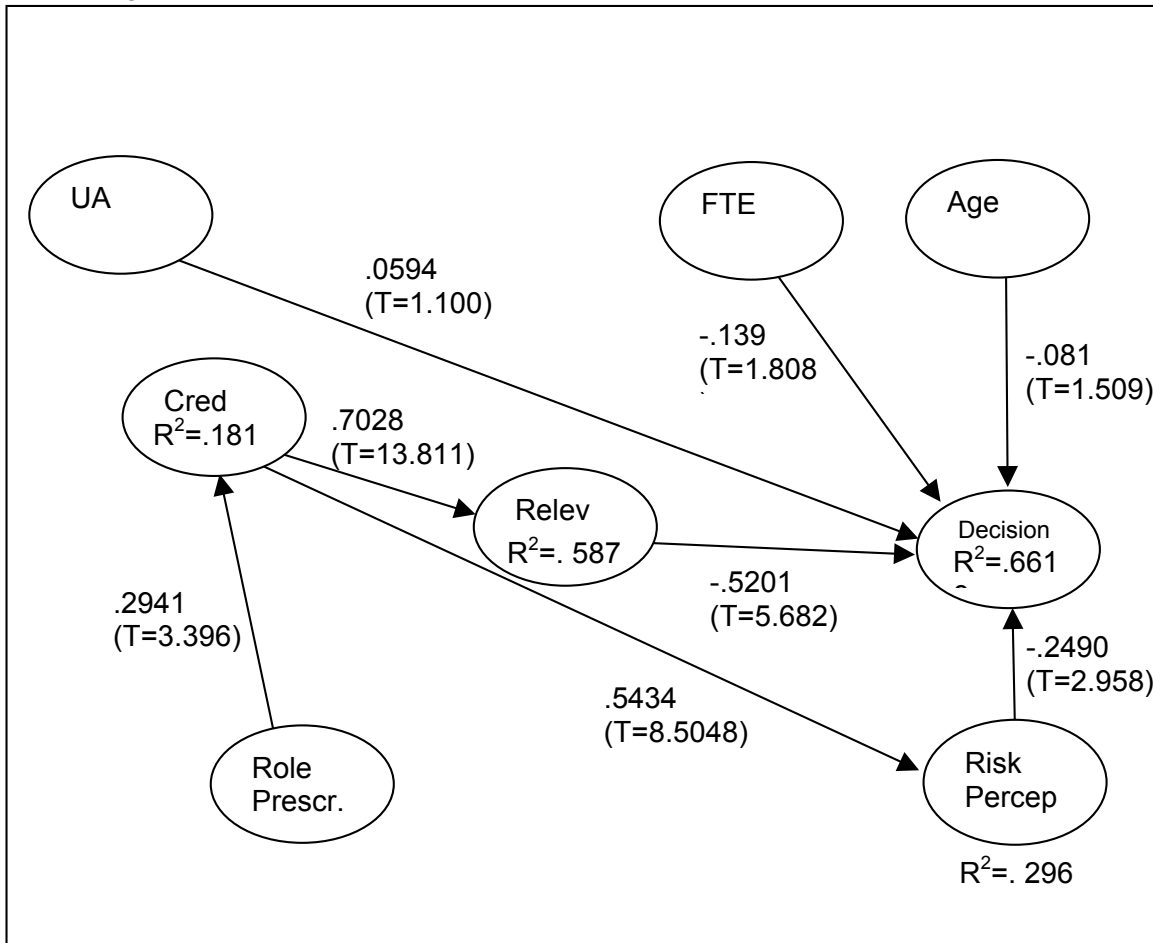 UA
FTE
Age
.0594
(T=1.100)
-.139
(T=1.808
-.081
(T=1.509)
Cred
R²=.181
.7028
(T=13.811)
Relev
R²=. 587
Decision
R²=.661
-.5201
(T=5.682)
.2941
(T=3.396)
-.2490
(T=2.958)
.5434
(T=8.5048)
Role
Prescr.
Risk
Percep
R²=. 296